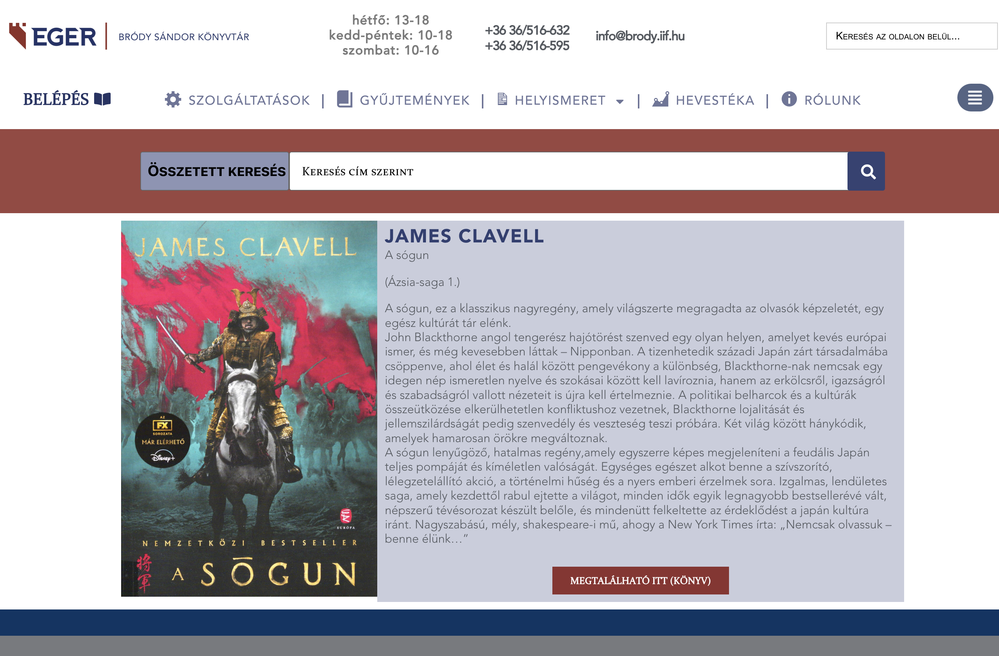 EGER
BRÓDY SÁNDOR KÖNYVTÁR
hétfő: 13-18
kedd-péntek: 10-18
szombat: 10-16
+36 36/516-632
+36 36/516-595
info@brody.iif.hu
Keresés az oldalon belül...
BELÉPÉS
SZOLGÁLTATÁSOK
GYŰJTEMÉNYEK
HELYISMERET
HEVESTÉKA
RÓLUNK
Összetett keresés
Keresés cím szerint
JAMES CLAVELL
AZ
FX
SOROZATA
MÁR ELÉRHETŐ
Disney+
EURÓPA
NEMZETKÖZI BESTSELLER
将軍
A SŌGUN
JAMES CLAVELL
A sógun
(Ázsia-saga 1.)
A sógun, ez a klasszikus nagyregény, amely világszerte megragadta az olvasók képzeletét, egy
egész kultúrát tár elénk.
John Blackthorne angol tengerész hajótörést szenved egy olyan helyen, amelyet kevés európai
ismer, és még kevesebben láttak – Nipponban. A tizenhetedik századi Japán zárt társadalmába
csöppenve, ahol élet és halál között pengevékony a különbség, Blackthorne-nak nemcsak egy
idegen nép ismeretlen nyelve és szokásai között kell lavíroznia, hanem az erkölcsről, igazságról
és szabadságról vallott nézeteit is újra kell értelmeznie. A politikai belharcok és a kultúrák
összeütközése elkerülhetetlen konfliktushoz vezetnek, Blackthorne lojalitását és
jellemszilárdságát pedig szenvedély és veszteség teszi próbára. Két világ között hánykódik,
amelyek hamarosan örökre megváltoznak.
A sógun lenyűgöző, hatalmas regény,amely egyszerre képes megjeleníteni a feudális Japán
teljes pompáját és kíméletlen valóságát. Egységes egészet alkot benne a szívszorító,
lélegzetelállító akció, a történelmi hűség és a nyers emberi érzelmek sora. Izgalmas, lendületes
saga, amely kezdettől rabul ejtette a világot, minden idők egyik legnagyobb bestsellerévé vált,
népszerű tévésorozat készült belőle, és mindenütt felkeltette az érdeklődést a japán kultúra
iránt. Nagyszabású, mély, shakespeare-i mű, ahogy a New York Times írta: „Nemcsak olvassuk –
benne élünk…”
MEGTALÁLHATÓ ITT (KÖNYV)